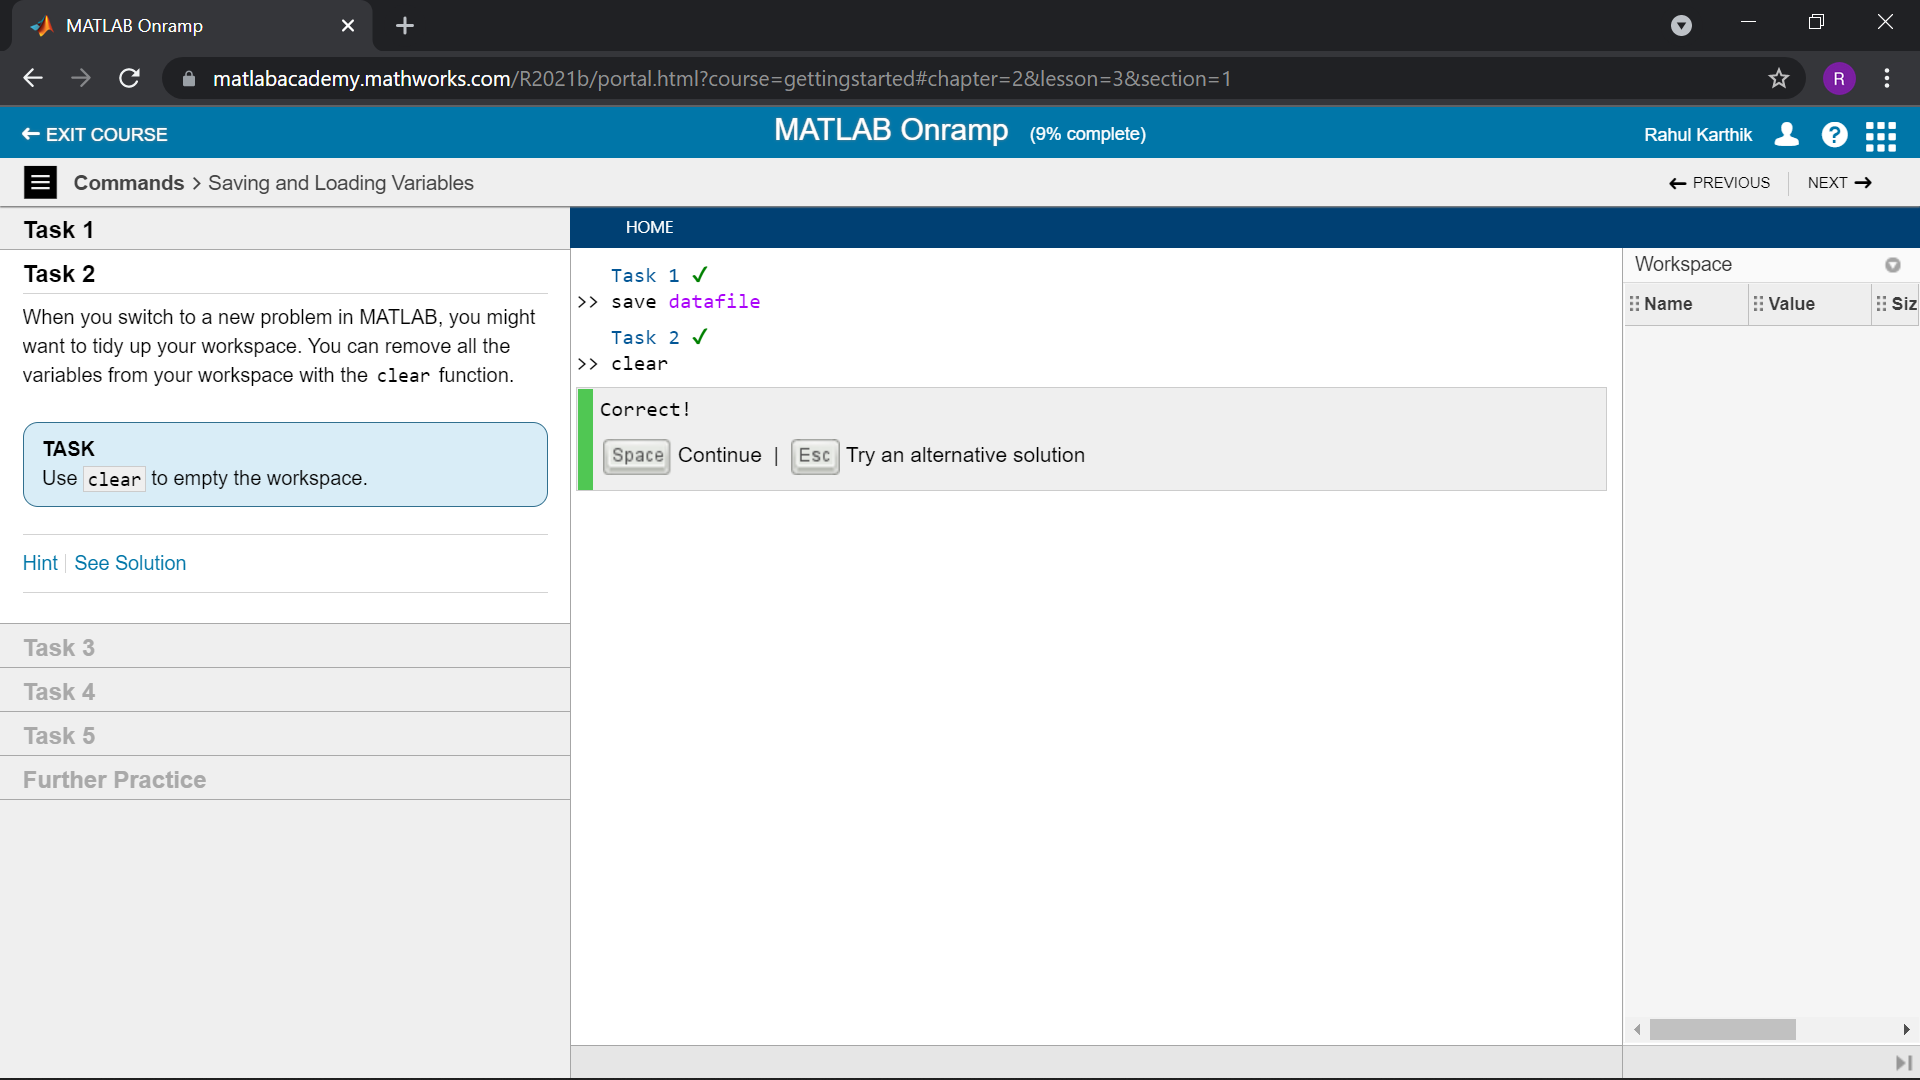 MATLAB Onramp
matlabacademy.mathworks.com/R2021b/portal.html?course=gettingstarted#chapter=2&lesson=3&section=1
R
← EXIT COURSE
MATLAB Onramp (9% complete)
Rahul Karthik
?
Commands > Saving and Loading Variables
← PREVIOUS
NEXT →
Task 1
Task 2
When you switch to a new problem in MATLAB, you might
want to tidy up your workspace. You can remove all the
variables from your workspace with the clear function.
TASK
Use clear to empty the workspace.
Hint | See Solution
Task 3
Task 4
Task 5
Further Practice
HOME
Task 1 ✓
>> save datafile
Task 2 ✓
>> clear
Correct!
Space Continue | Esc Try an alternative solution
Workspace
Name
Value
Siz